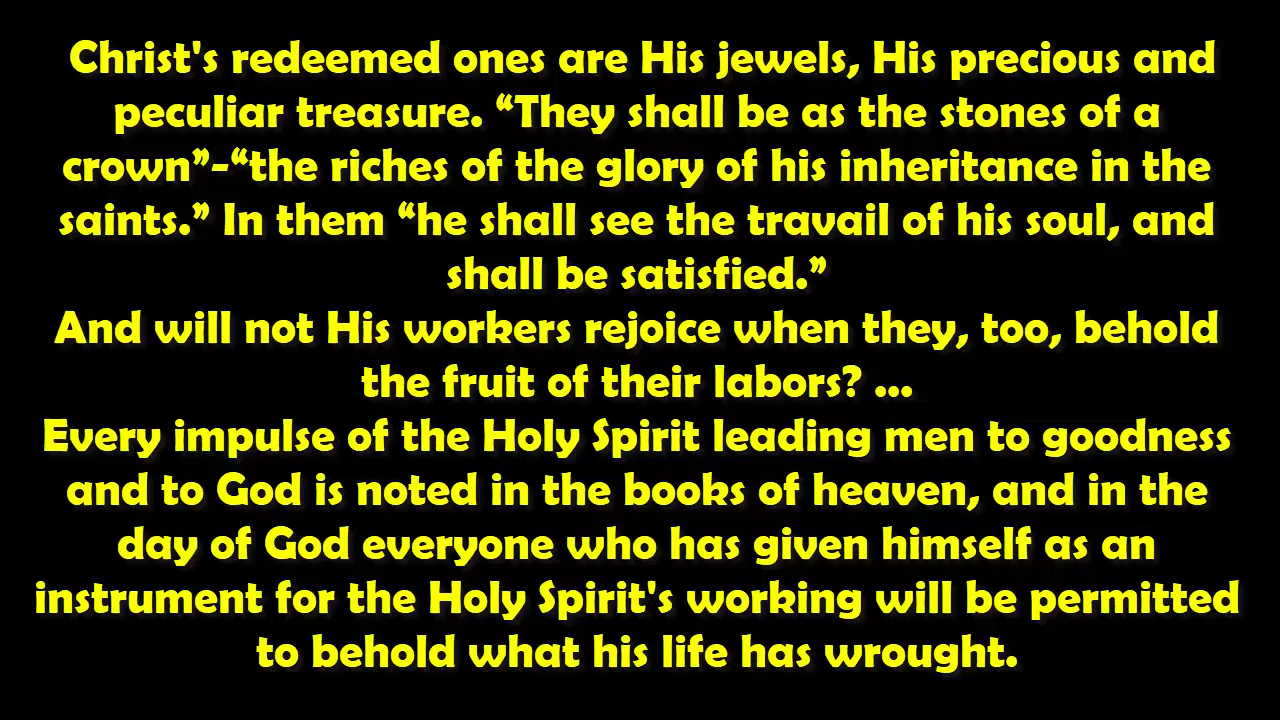 Christ's redeemed ones are His jewels, His precious and
peculiar treasure. “They shall be as the stones of a
crown”-“the riches of the glory of his inheritance in the
saints.” In them “he shall see the travail of his soul, and
shall be satisfied.”
And will not His workers rejoice when they, too, behold
the fruit of their labors? ...
Every impulse of the Holy Spirit leading men to goodness
and to God is noted in the books of heaven, and in the
day of God everyone who has given himself as an
instrument for the Holy Spirit's working will be permitted
to behold what his life has wrought.